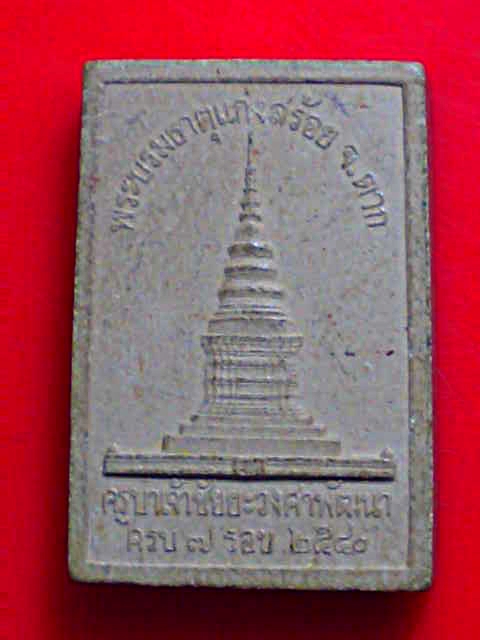 พระบรมธาตุแก่งสร้อย จ.ตาก
ครูบาเจ้าชัยยะวงศาพัฒนา
ครบ ๗ รอบ ๒๕๔๐